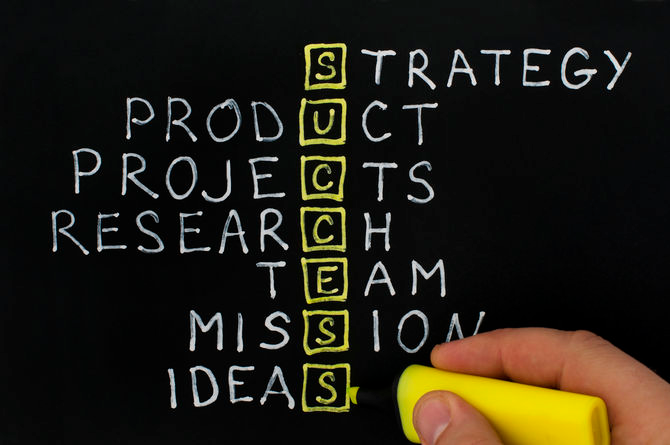 STRATEGY
PRODUCT
PROJECTS
RESEARCH
TEAM
MISSION
IDEAS